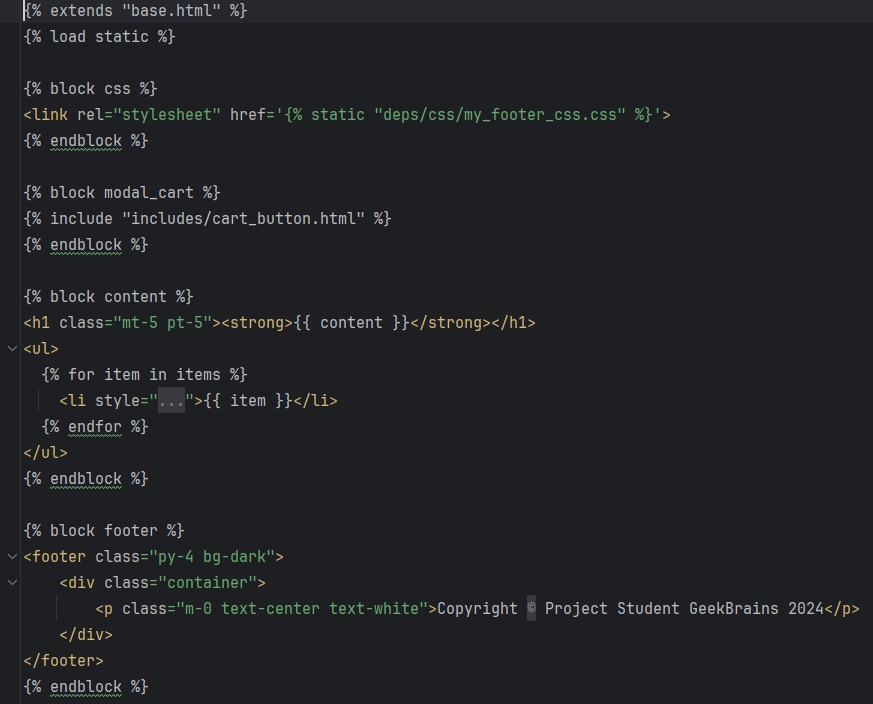 {% extends "base.html" %}
{% load static %}
{% block css %}
<link rel="stylesheet" href='{% static "deps/css/my_footer_css.css" %}'>
{% endblock %}
{% block modal_cart %}
{% include "includes/cart_button.html" %}
{% endblock %}
{% block content %}
<h1 class="mt-5 pt-5"><strong>{{ content }}</strong></h1>
<ul>
{% for item in items %}
<li style="...">{{ item }}</li>
{% endfor %}
</ul>
{% endblock %}
{% block footer %}
<footer class="py-4 bg-dark">
<div class="container">
<p class="m-0 text-center text-white">Copyright © Project Student GeekBrains 2024</p>
</div>
</footer>
{% endblock %}